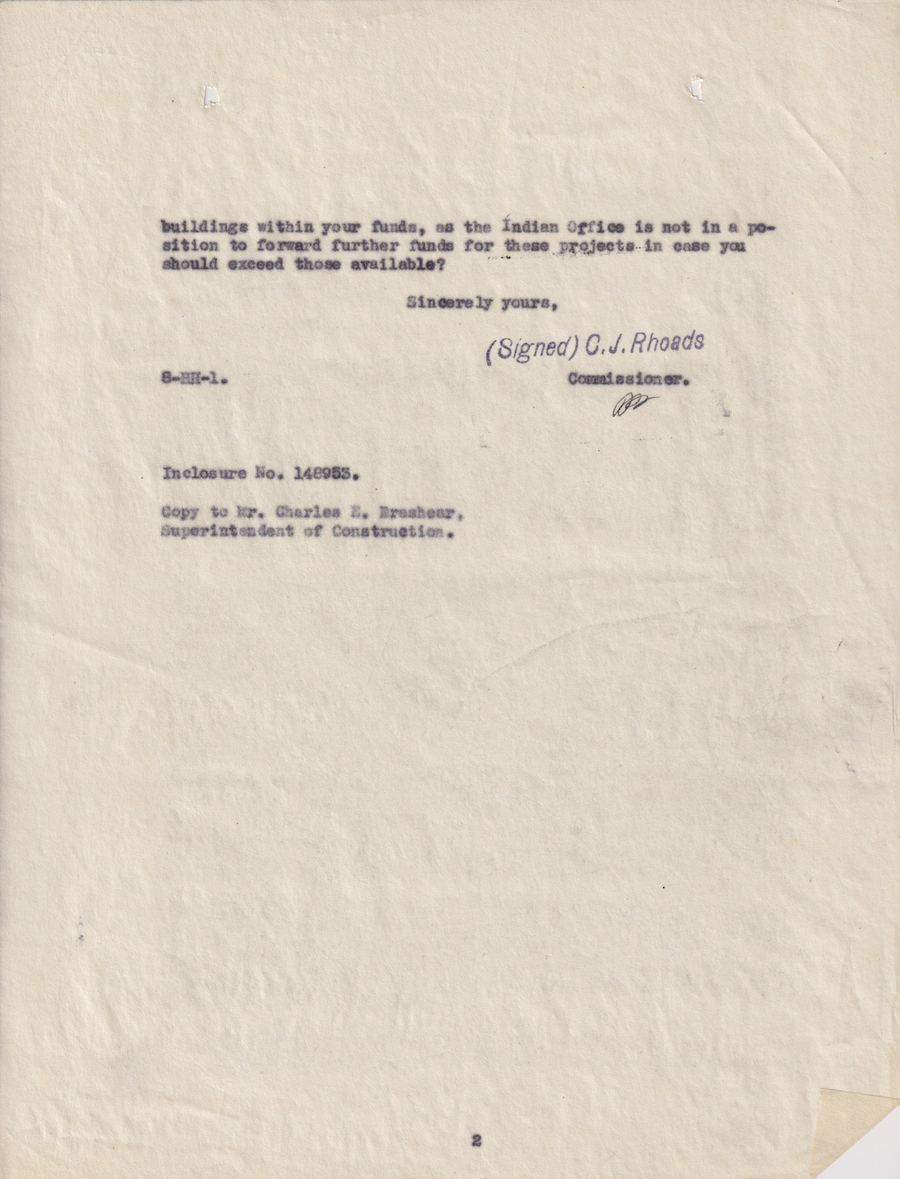 buildings within your funds, as the Indian Office is not in a po-
sition to forward further funds for these projects in case you
should exceed those available?
Sincerely yours,
(Signed) C.J. Rhoads
8-HH-1.
Commissioner.
Inclosure No. 148953.
Copy to Mr. Charles E. Brashear,
Superintendent of Construction.
2